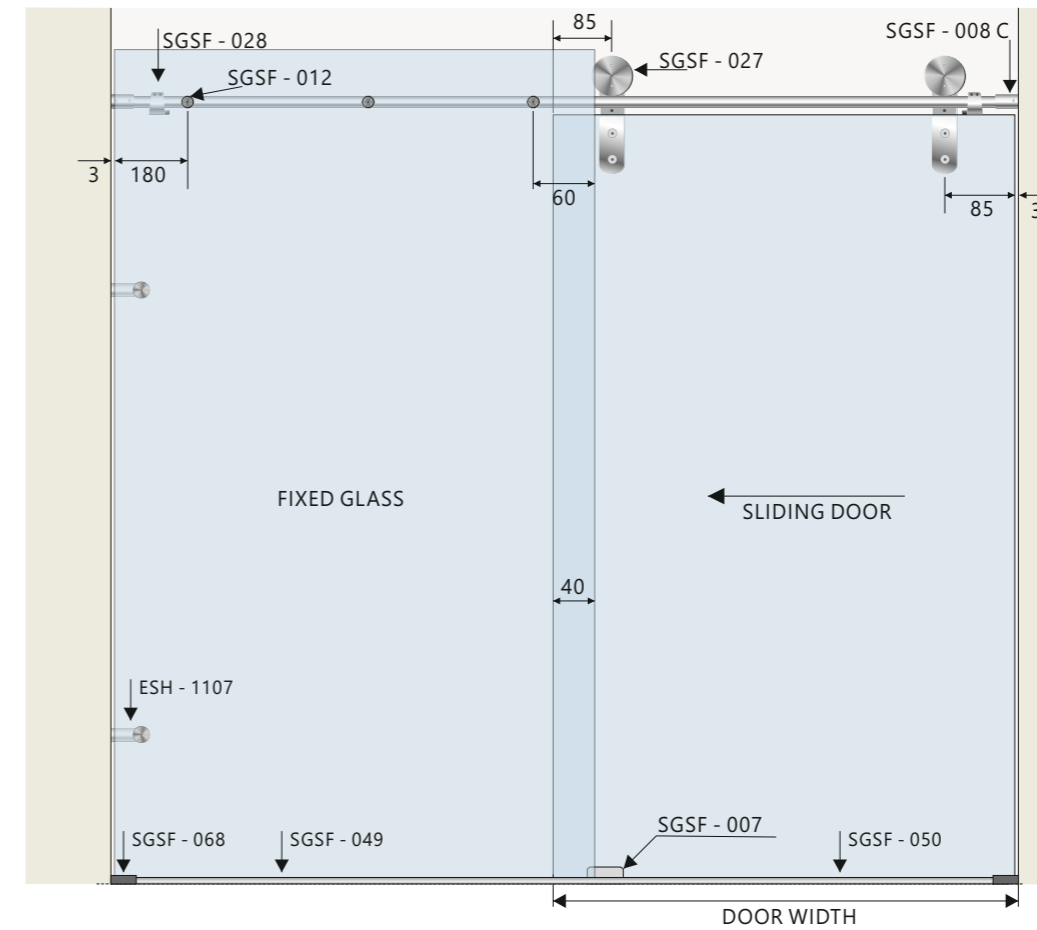 85
SGSF - 008 C
SGSF - 028
SGSF - 027
SGSF - 012
3
180
60
85
3
FIXED GLASS
SLIDING DOOR
40
ESH - 1107
SGSF - 007
SGSF - 068
SGSF - 049
SGSF - 050
DOOR WIDTH